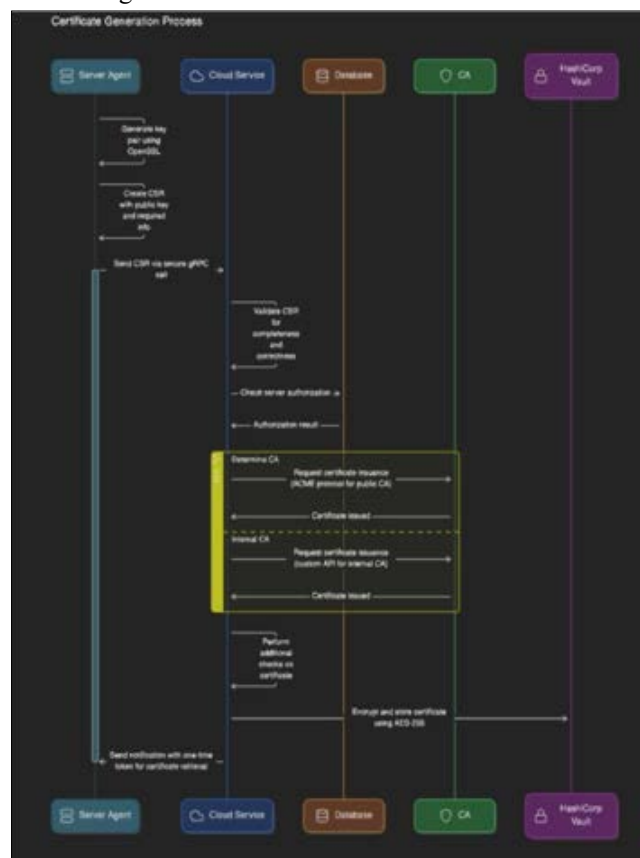 Certificate Generation Process
Server Agent
Cloud Service
Database
CA
HashiCorp
Vault
Generate key
pair using
OpenSSL
Create CSR
with public key
and required
info
Send CSR via secure gRPC
call
Validate CSR
for
completeness
and
correctness
Check server authorization
Authorization result
Determine CA
Request certificate issuance
(ACME protocol for public CA)
Certificate issued
Internal CA
Request certificate issuance
(custom API for internal CA)
Certificate issued
Perform
additional
checks on
certificate
Encrypt and store certificate
using AES-256
Send notification with one-time
token for certificate retrieval
Server Agent
Cloud Service
Database
CA
HashiCorp
Vault